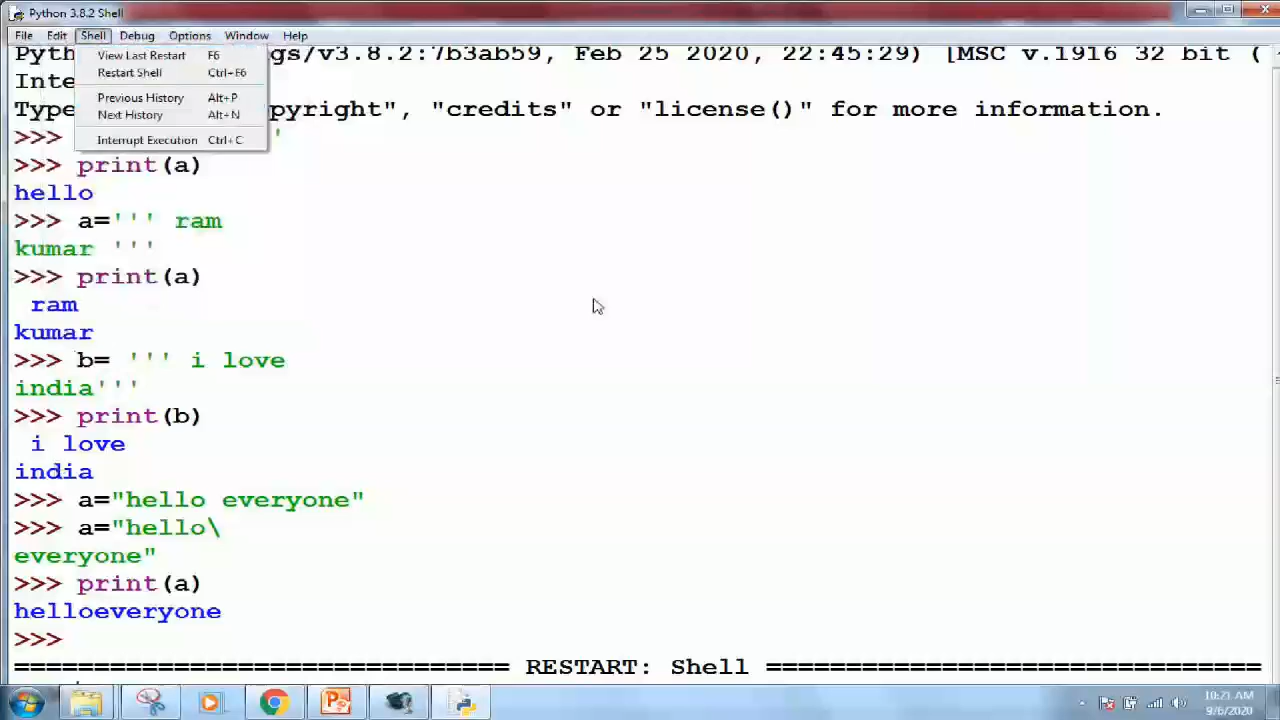 Python 3.8.2 Shell
File Edit Shell Debug Options Window Help
View Last Restart F6
Restart Shell Ctrl+F6
Previous History Alt+P
Next History Alt+N
Interrupt Execution Ctrl+C
Pyth gs/v3.8.2:7b3ab59, Feb 25 2020, 22:45:29) [MSC v.1916 32 bit (
Inte
Type pyright", "credits" or "license()" for more information.
>>> '
>>> print(a)
hello
>>> a=''' ram
kumar '''
>>> print(a)
ram
kumar
>>> b= ''' i love
india'''
>>> print(b)
i love
india
>>> a="hello everyone"
>>> a="hello\
everyone"
>>> print(a)
helloeveryone
>>>
=============================== RESTART: Shell ===============================
10:21 AM
9/6/2020